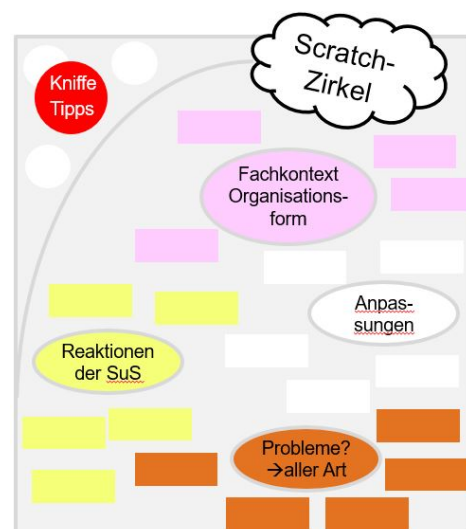 Scratch-
Zirkel
Kniffe
Tipps
Fachkontext
Organisations-
form
Anpas-
sungen
Reaktionen
der SuS
Probleme?
→aller Art